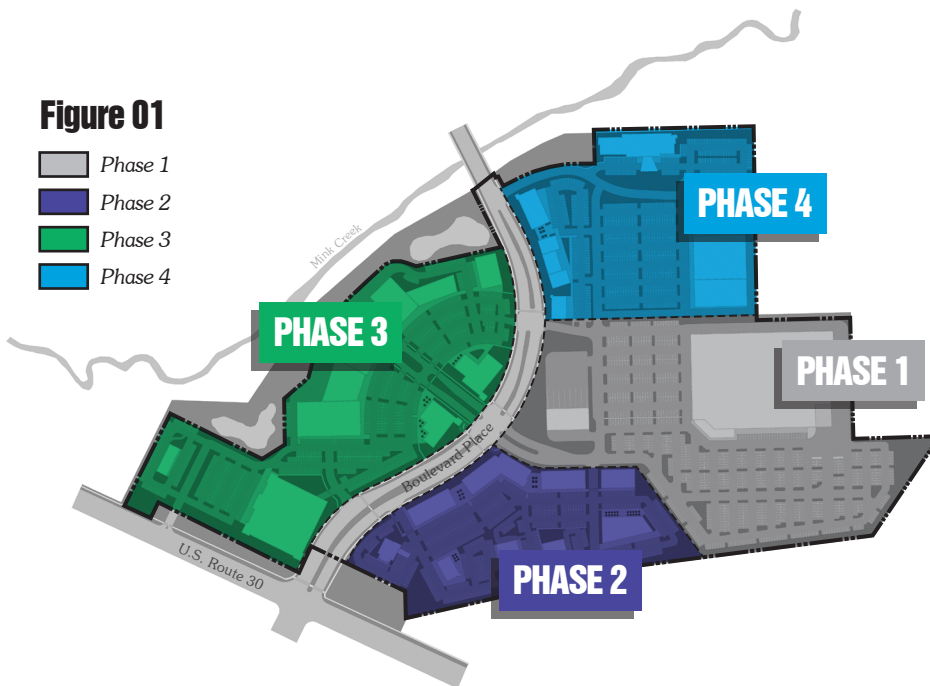 Figure 01
Phase 1
Phase 2
Phase 3
Phase 4
PHASE 4
Mink Creek
PHASE 3
PHASE 1
Boulevard Place
U.S. Route 30
PHASE 2